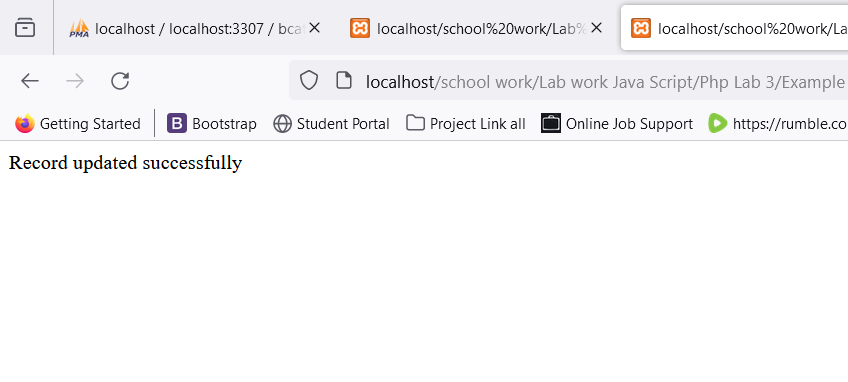 PMA localhost / localhost:3307 / bca localhost/school%20work/Lab% localhost/school%20work/La
localhost/school work/Lab work Java Script/Php Lab 3/Example
Getting Started B Bootstrap Student Portal Project Link all Online Job Support https://rumble.co
Record updated successfully